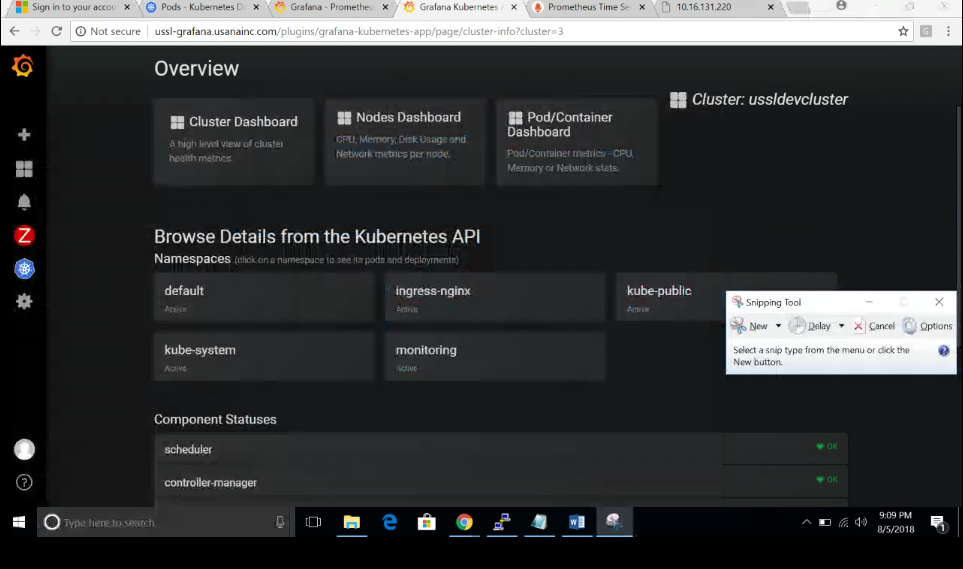 Sign in to your accou
Pods - Kubernetes Da
Grafana - Prometheus
Grafana Kubernetes A
Prometheus Time Ser
10.16.131.220
Not secure
ussl-grafana.usanainc.com/plugins/grafana-kubernetes-app/page/cluster-info?cluster=3
Overview
Cluster: ussldevcluster
Cluster Dashboard
A high level view of cluster
health metrics.
Nodes Dashboard
CPU, Memory, Disk Usage and
Network metrics per node.
Pod/Container
Dashboard
Pod/Container metrics - CPU,
Memory or Network stats.
Browse Details from the Kubernetes API
Namespaces (click on a namespace to see its pods and deployments)
default
Active
ingress-nginx
Active
kube-public
Active
kube-system
Active
monitoring
Active
Snipping Tool
New
Delay
Cancel
Options
Select a snip type from the menu or click the
New button.
Component Statuses
scheduler
OK
controller-manager
OK
Type here to search
9:09 PM
8/5/2018